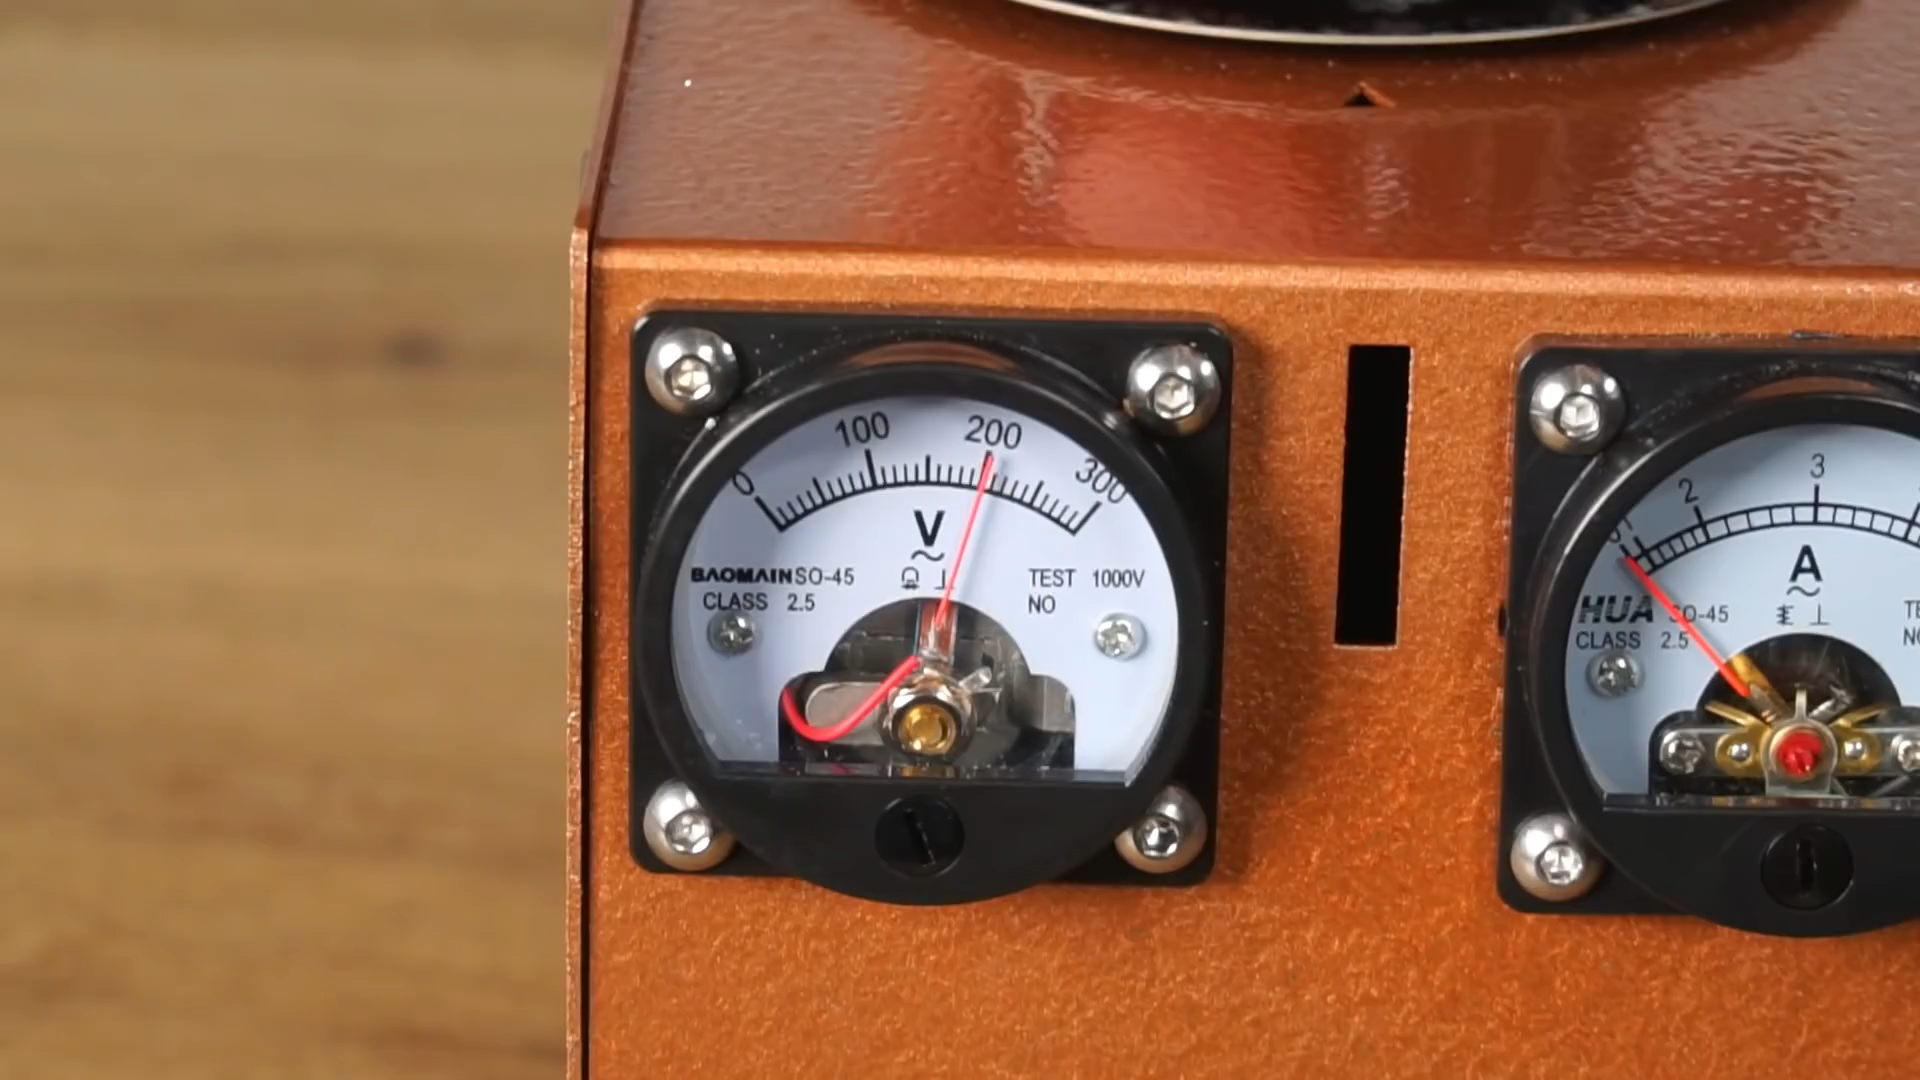 0 100 200 300
V
BAOMAIN SO-45
CLASS 2.5
TEST 1000V
NO
2 3
A
HUA SO-45
CLASS 2.5